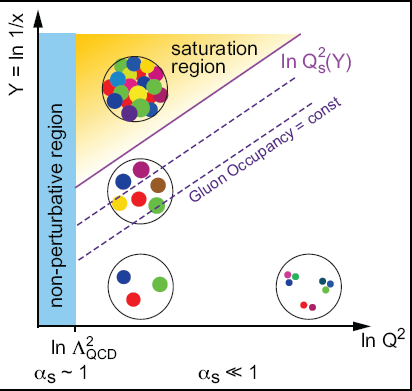 Y = ln 1/x
non-perturbative region
saturation
region
ln Q²ₛ(Y)
Gluon Occupancy = const
ln Λ²_QCD
ln Q²
αₛ ~ 1
αₛ ≪ 1